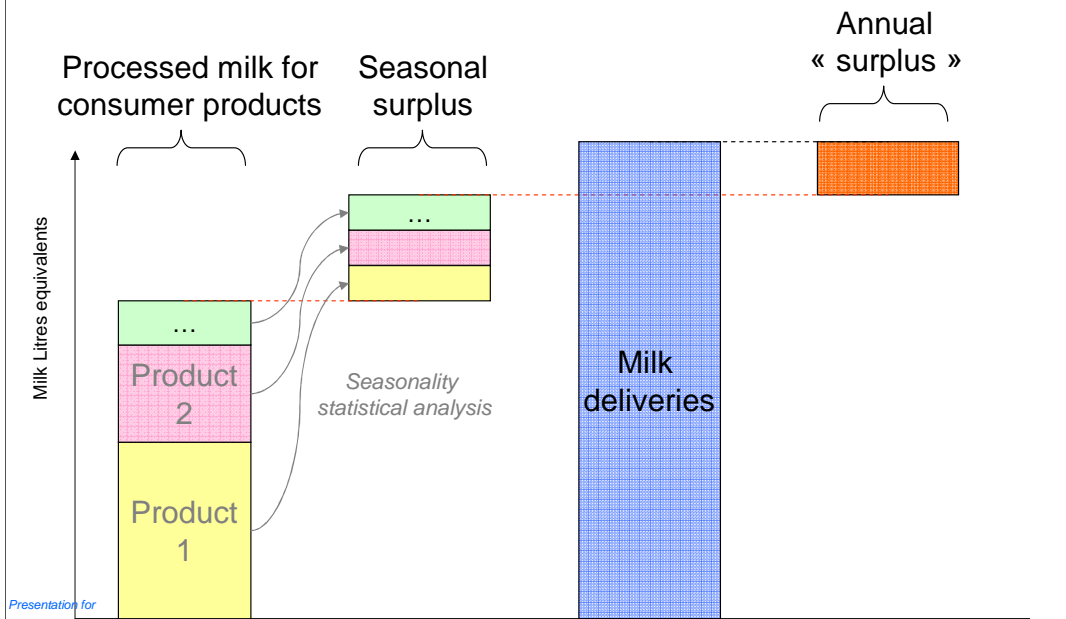 Annual
« surplus »
Processed milk for
consumer products
Seasonal
surplus
Milk Litres equivalents
...
...
Product
2
Product
1
Seasonality
statistical analysis
Milk
deliveries
Presentation for